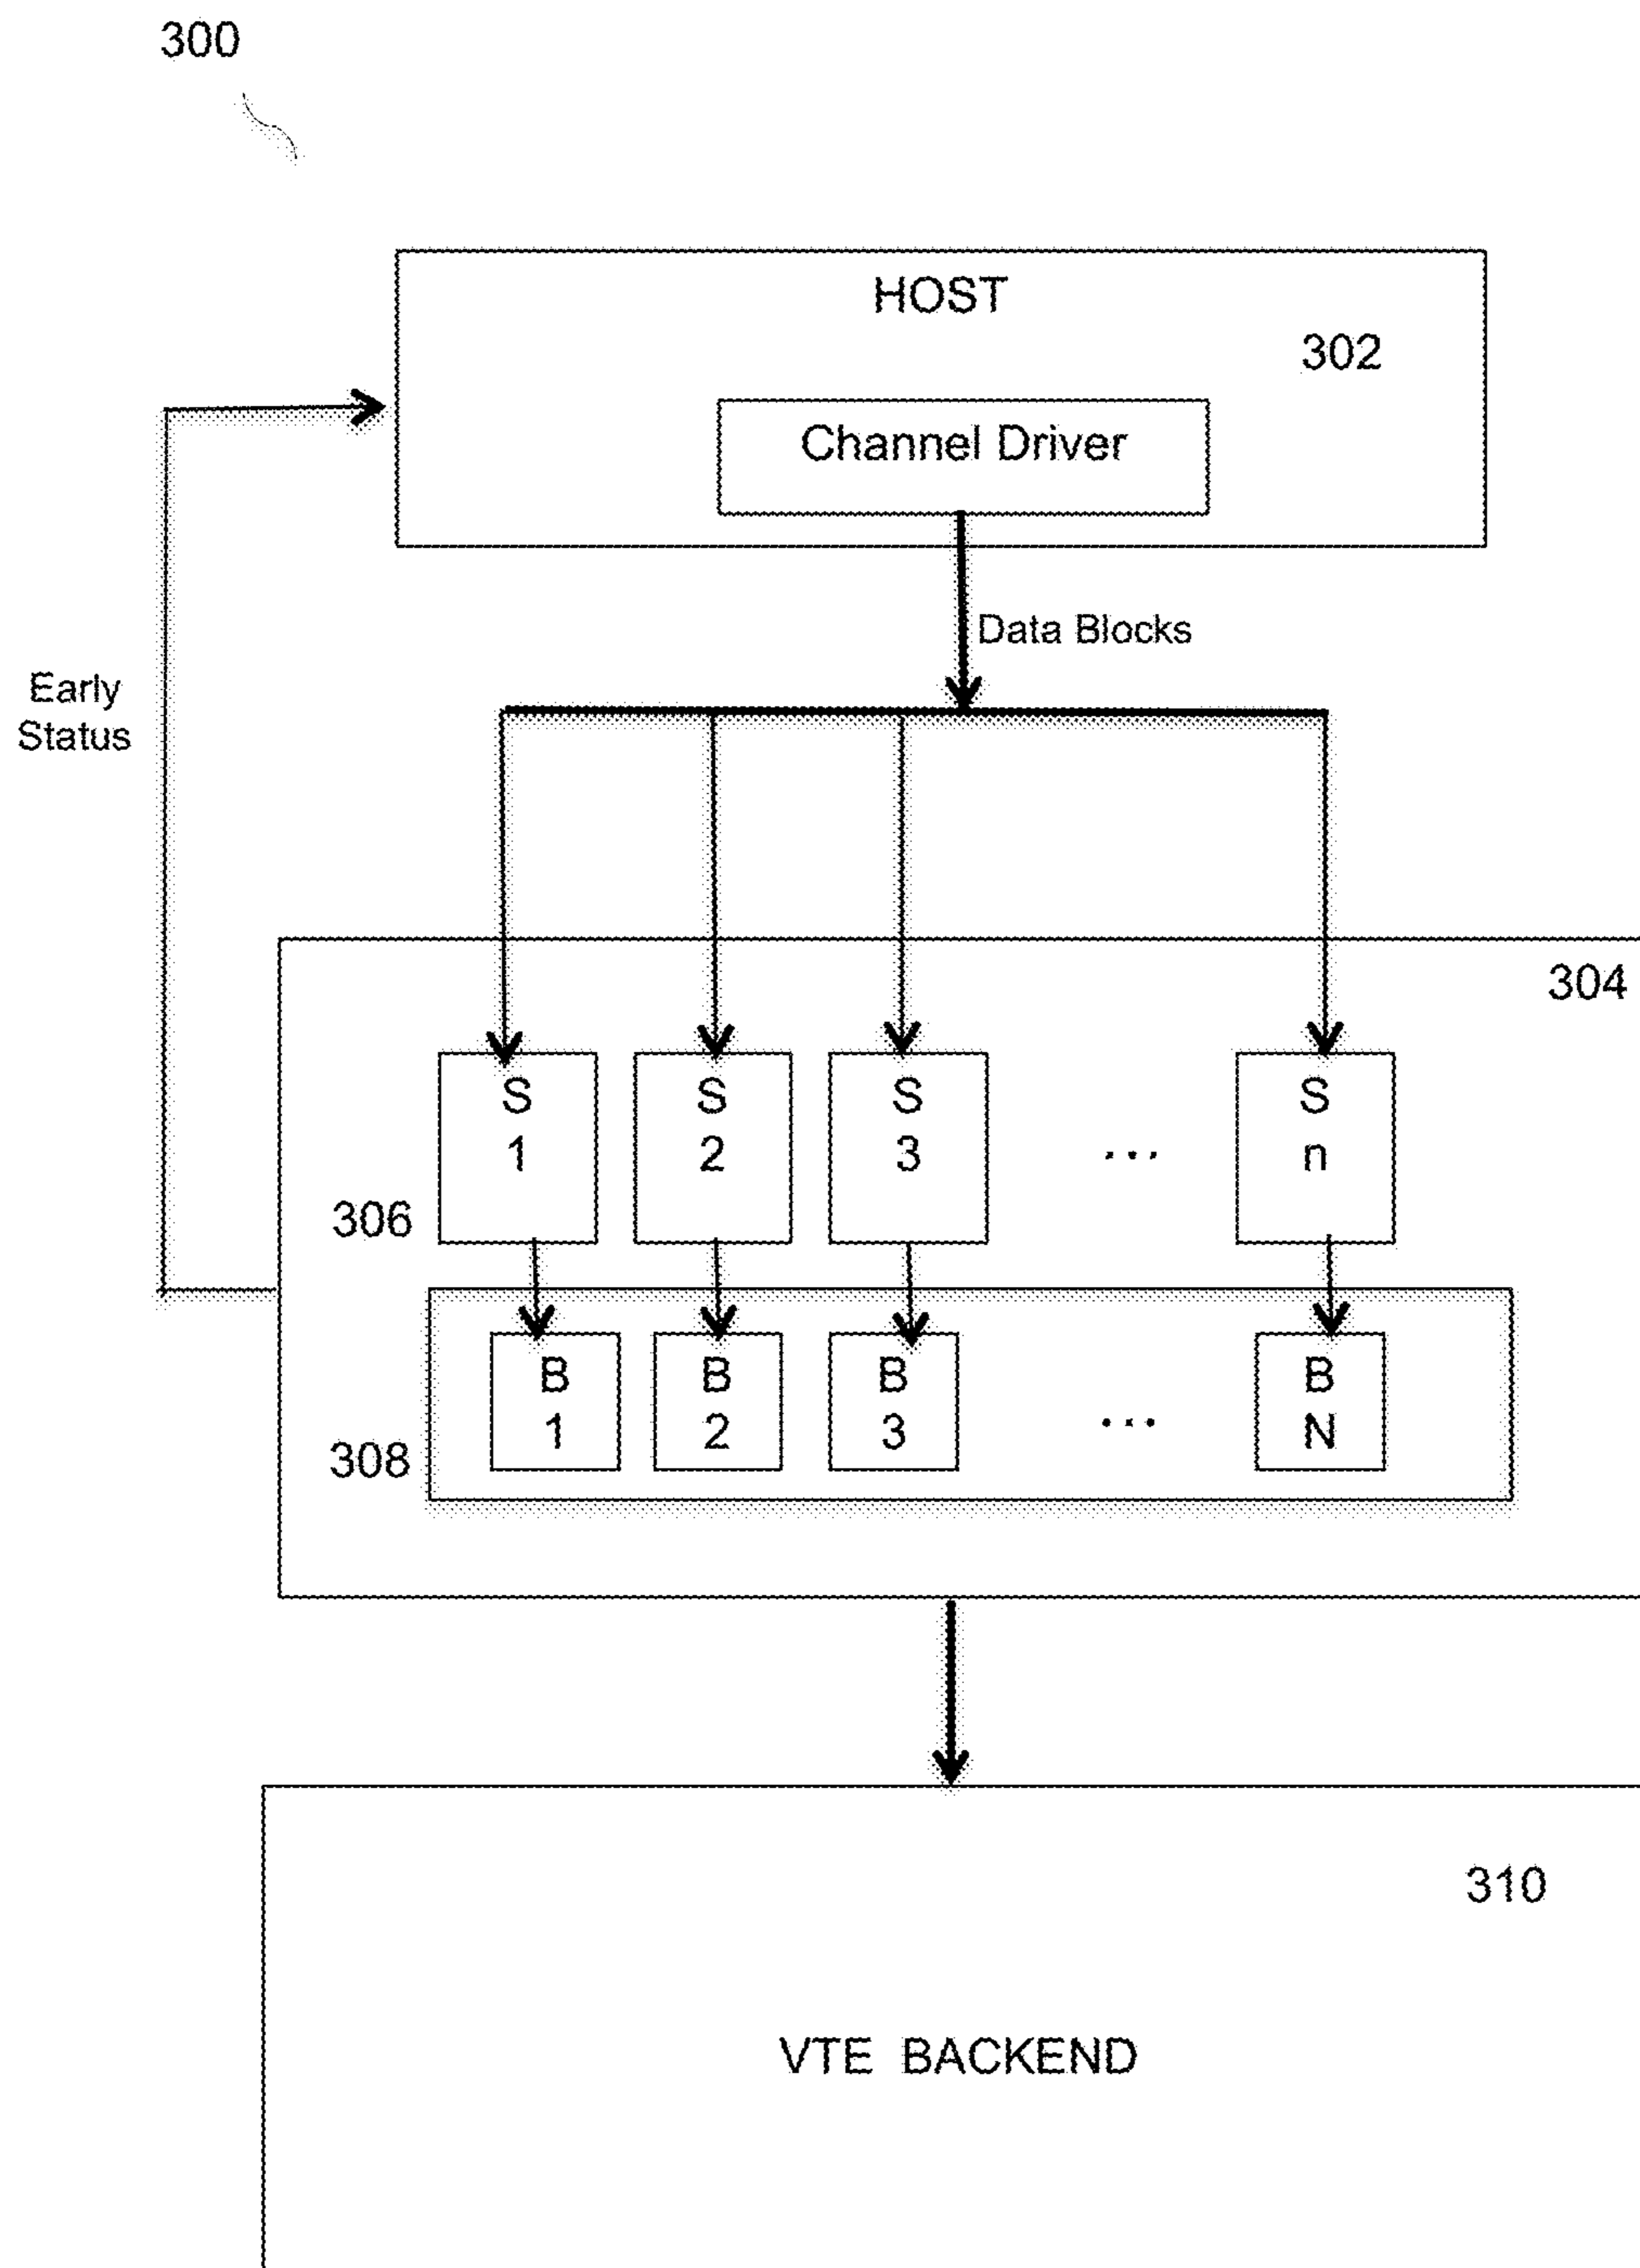 300
HOST
302
Channel Driver
Data Blocks
Early
Status
304
S
1
S
2
S
3
...
S
n
306
B
1
B
2
B
3
...
B
N
308
310
VTE BACKEND